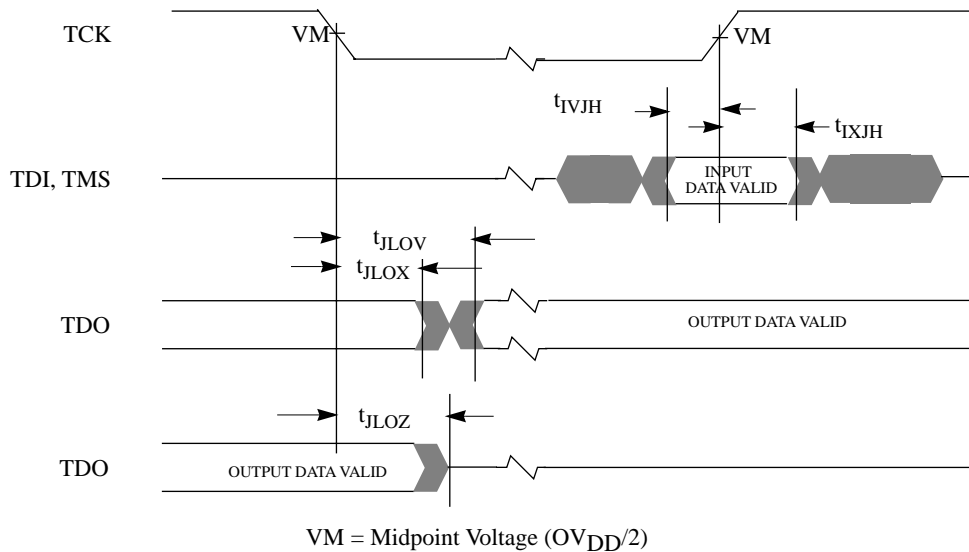 TCK
VM
VM
tIVJH
tIXJH
TDI, TMS
INPUT
DATA VALID
tJLOV
tJLOX
TDO
OUTPUT DATA VALID
tJLOZ
TDO
OUTPUT DATA VALID
VM = Midpoint Voltage (OVDD/2)